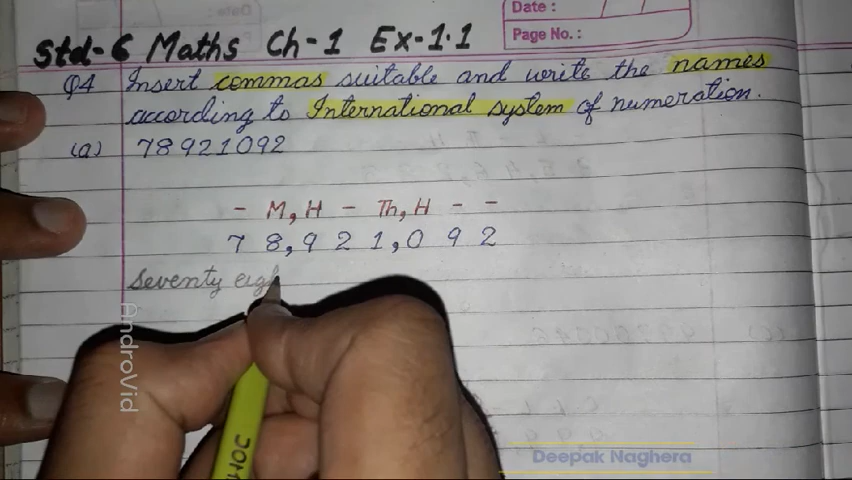 Date :
Page No. :
Std-6 Maths Ch-1 Ex-1.1
Q4 Insert commas suitable and write the names
according to International system of numeration.
(a) 78921092
- M, H - Th, H - -
7 8, 9 2 1, 0 9 2
Seventy eigh
AndroVid
Deepak Naghera